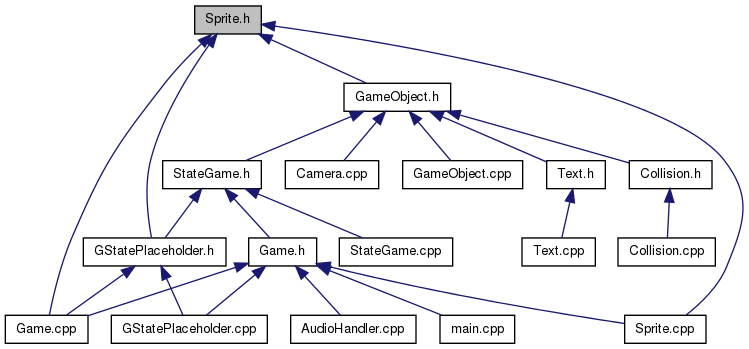 Sprite.h
GameObject.h
StateGame.h
Camera.cpp
GameObject.cpp
Text.h
Collision.h
GStatePlaceholder.h
Game.h
StateGame.cpp
Text.cpp
Collision.cpp
Game.cpp
GStatePlaceholder.cpp
AudioHandler.cpp
main.cpp
Sprite.cpp